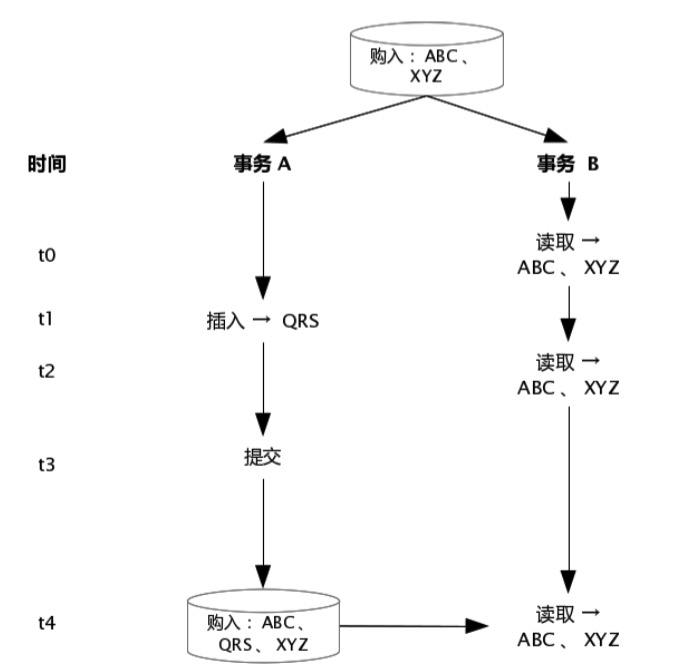 购入：ABC、
XYZ
时间
事务 A
事务 B
t0
读取 →
ABC、XYZ
t1
插入 → QRS
t2
读取 →
ABC、XYZ
t3
提交
t4
购入：ABC、
QRS、XYZ
读取 →
ABC、XYZ